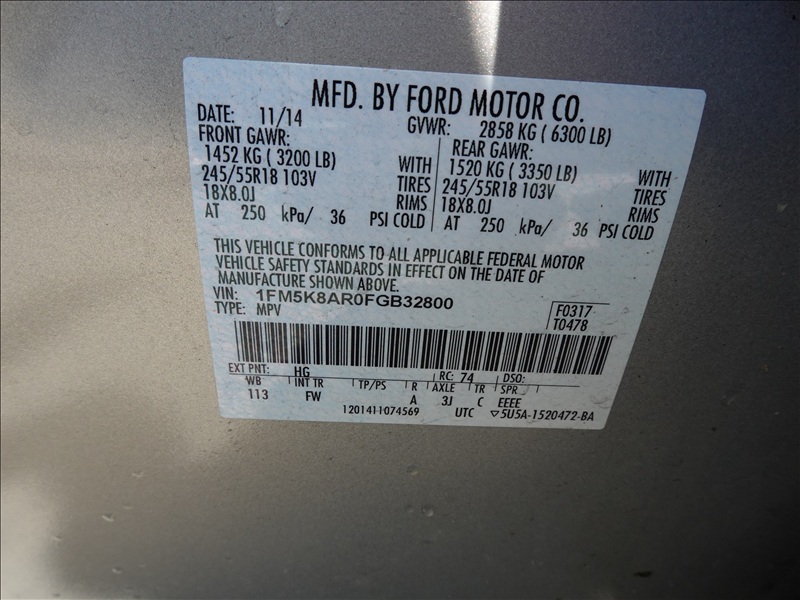 MFD. BY FORD MOTOR CO.
DATE: 11/14 GVWR: 2858 KG ( 6300 LB)
FRONT GAWR: REAR GAWR:
1452 KG ( 3200 LB) WITH 1520 KG ( 3350 LB) WITH
245/55R18 103V TIRES 245/55R18 103V TIRES
18X8.0J RIMS 18X8.0J RIMS
AT 250 kPa/ 36 PSI COLD AT 250 kPa/ 36 PSI COLD
THIS VEHICLE CONFORMS TO ALL APPLICABLE FEDERAL MOTOR
VEHICLE SAFETY STANDARDS IN EFFECT ON THE DATE OF
MANUFACTURE SHOWN ABOVE.
VIN: 1FM5K8AR0FGB32800 F0317
TYPE: MPV T0478
EXT PNT: HG RC: 74 DSO:
WB INT TR TP/PS R AXLE TR SPR
113 FW A 3J C EEEE
1201411074569 UTC ▽5U5A-1520472-BA